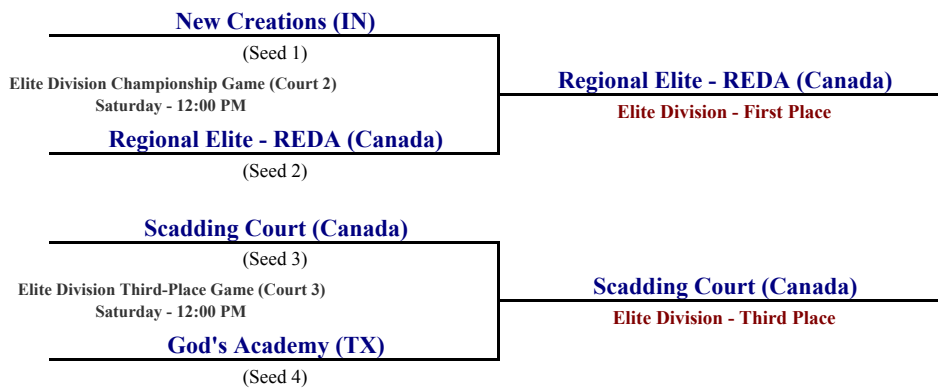 New Creations (IN)
(Seed 1)
Elite Division Championship Game (Court 2)
Saturday - 12:00 PM
Regional Elite - REDA (Canada)
(Seed 2)
Regional Elite - REDA (Canada)
Elite Division - First Place
Scadding Court (Canada)
(Seed 3)
Elite Division Third-Place Game (Court 3)
Saturday - 12:00 PM
God's Academy (TX)
(Seed 4)
Scadding Court (Canada)
Elite Division - Third Place